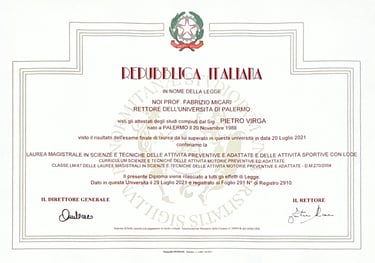 REPUBBLICA ITALIANA
IN NOME DELLA LEGGE
NOI PROF. FABRIZIO MICARI
RETTORE DELL'UNIVERSITÀ DI PALERMO
visti gli attestati degli studi compiuti dal Sig. PIETRO VIRGA
nato a PALERMO il 20 Novembre 1988
visto il risultato dell'esame finale di laurea da lui superato in questa università in data 20 Luglio 2021
conferiamo la
LAUREA MAGISTRALE IN SCIENZE E TECNICHE DELLE ATTIVITÀ PREVENTIVE E ADATTATE E DELLE ATTIVITÀ SPORTIVE CON LODE
CURRICULUM SCIENZE E TECNICHE DELLE ATTIVITÀ MOTORIE PREVENTIVE ED ADATTATE
CLASSE LM-67 DELLE LAUREE MAGISTRALI IN SCIENZE E TECNICHE DELLE ATTIVITÀ MOTORIE PREVENTIVE E ADATTATE - D.M.270/2004
Il presente Diploma viene rilasciato a tutti gli effetti di Legge.
Dato in questa Università il 29 Luglio 2021 e registrato al Foglio 291 N° di Registro 2910.
IL DIRETTORE GENERALE
IL RETTORE